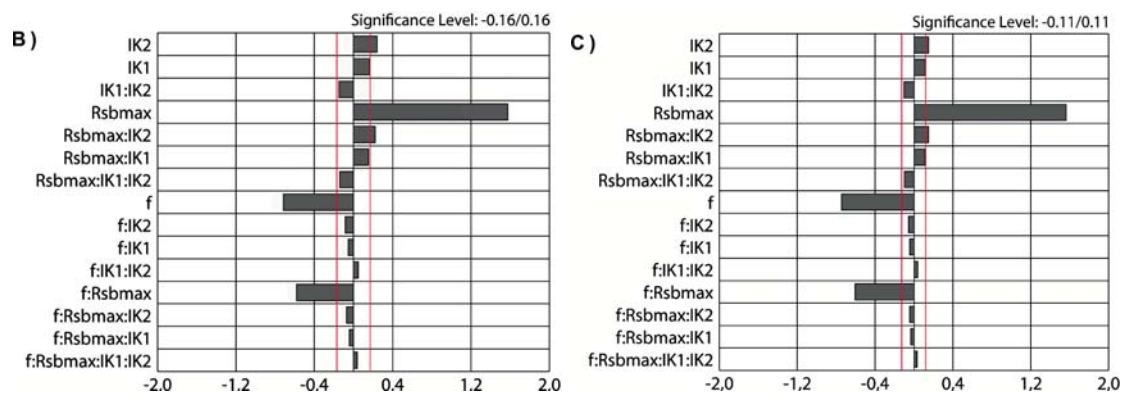 Significance Level: -0.16/0.16
B )
IK2
IK1
IK1:IK2
Rsbmax
Rsbmax:IK2
Rsbmax:IK1
Rsbmax:IK1:IK2
f
f:IK2
f:IK1
f:IK1:IK2
f:Rsbmax
f:Rsbmax:IK2
f:Rsbmax:IK1
f:Rsbmax:IK1:IK2
-2.0 -1.2 -0.4 0.4 1.2 2.0
Significance Level: -0.11/0.11
C )
IK2
IK1
IK1:IK2
Rsbmax
Rsbmax:IK2
Rsbmax:IK1
Rsbmax:IK1:IK2
f
f:IK2
f:IK1
f:IK1:IK2
f:Rsbmax
f:Rsbmax:IK2
f:Rsbmax:IK1
f:Rsbmax:IK1:IK2
-2,0 -1,2 -0,4 0,4 1,2 2,0